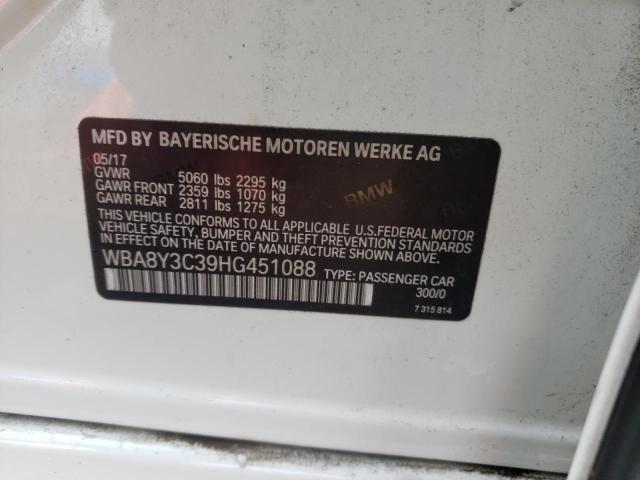 MFD BY BAYERISCHE MOTOREN WERKE AG
05/17
GVWR 5060 lbs 2295 kg
GAWR FRONT 2359 lbs 1070 kg
GAWR REAR 2811 lbs 1275 kg
THIS VEHICLE CONFORMS TO ALL APPLICABLE U.S.FEDERAL MOTOR
VEHICLE SAFETY, BUMPER AND THEFT PREVENTION STANDARDS
IN EFFECT ON THE DATE OF MANUFACTURE SHOWN ABOVE.
WBA8Y3C39HG451088 TYPE: PASSENGER CAR
300/0
7 315 814
BMW